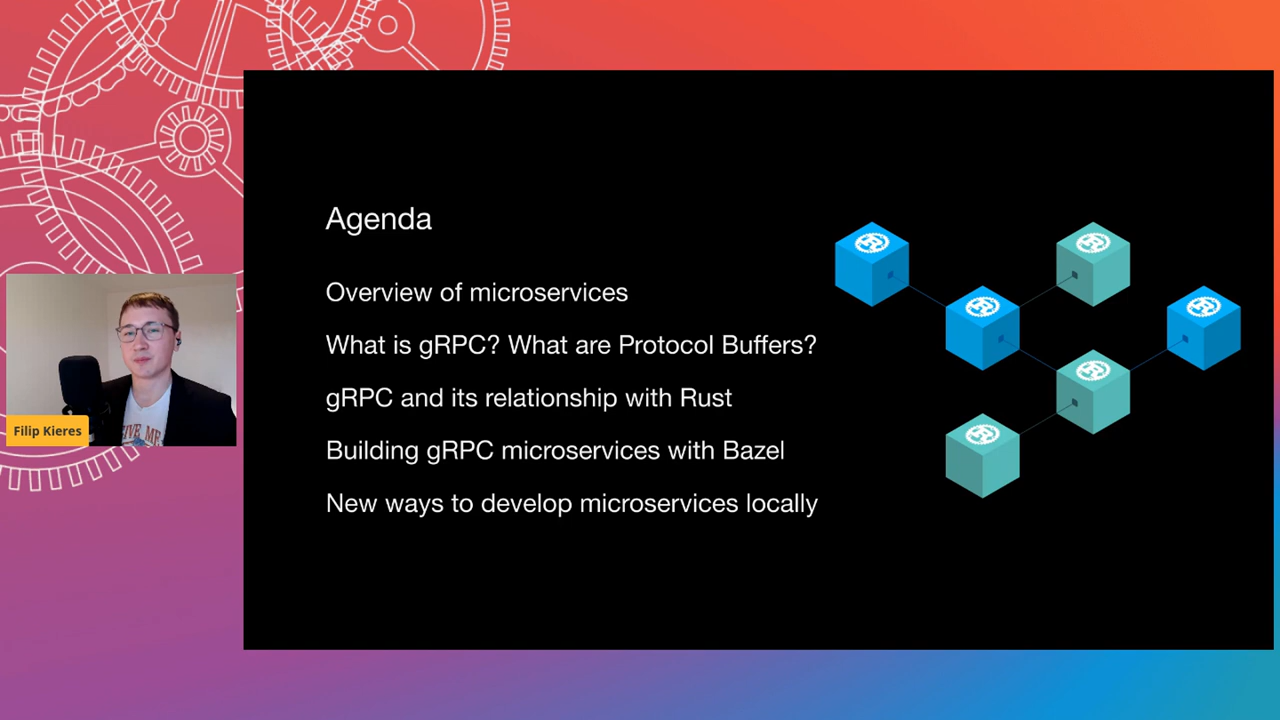 Agenda
Overview of microservices
What is gRPC? What are Protocol Buffers?
gRPC and its relationship with Rust
Building gRPC microservices with Bazel
New ways to develop microservices locally
Filip Kieres
R
R
R
R
R
R